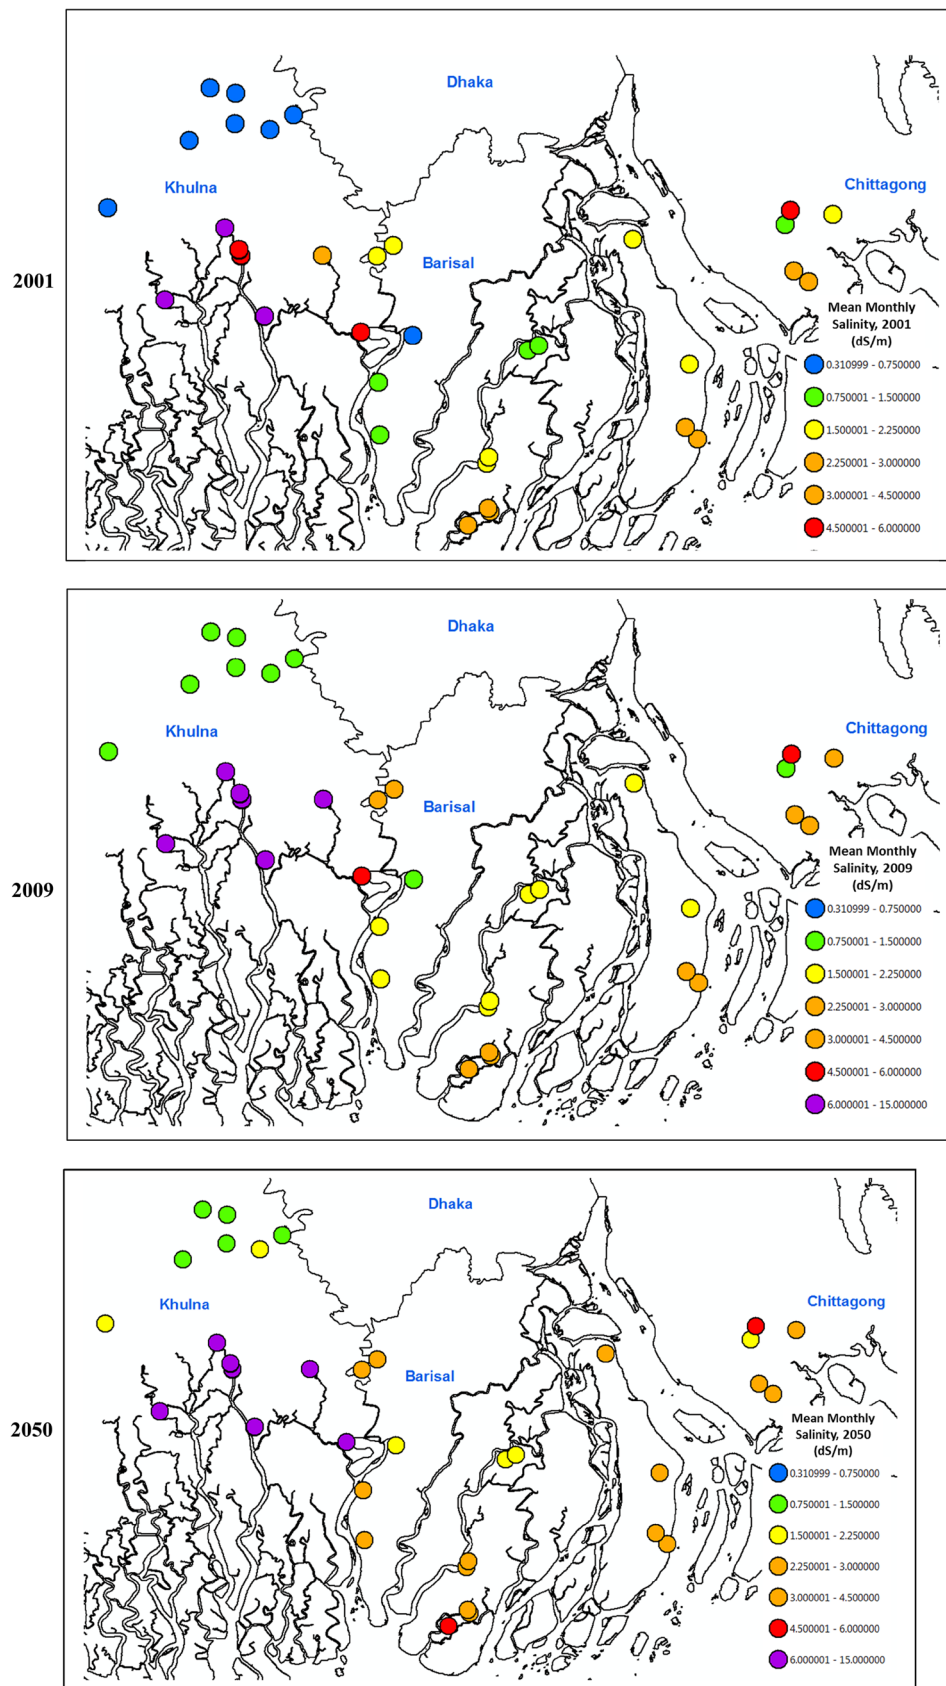 Dhaka
Khulna
Chittagong
Barisal
2001
Mean Monthly
Salinity, 2001
(dS/m)
0.310999 - 0.750000
0.750001 - 1.500000
1.500001 - 2.250000
2.250001 - 3.000000
3.000001 - 4.500000
4.500001 - 6.000000
Dhaka
Khulna
Chittagong
Barisal
2009
Mean Monthly
Salinity, 2009
(dS/m)
0.310999 - 0.750000
0.750001 - 1.500000
1.500001 - 2.250000
2.250001 - 3.000000
3.000001 - 4.500000
4.500001 - 6.000000
6.000001 - 15.000000
Dhaka
Khulna
Chittagong
Barisal
2050
Mean Monthly
Salinity, 2050
(dS/m)
0.310999 - 0.750000
0.750001 - 1.500000
1.500001 - 2.250000
2.250001 - 3.000000
3.000001 - 4.500000
4.500001 - 6.000000
6.000001 - 15.000000